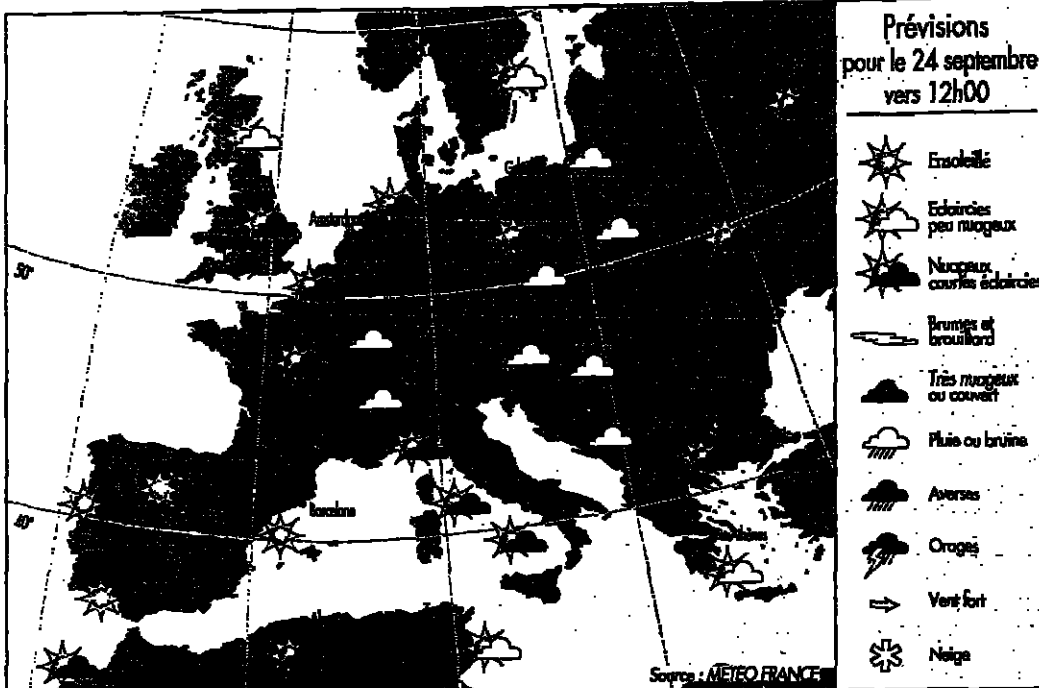 50°
40°
Amsterdam
Barcelone
Source : METEO FRANCE
Prévisions
pour le 24 septembre
vers 12h00
Ensoleillé
Eclaircies
peu nuageux
Nuageux
courtes éclaircies
Brumes et
brouillard
Très nuageux
ou couvert
Pluie ou bruine
Averses
Orages
Vent fort
Neige